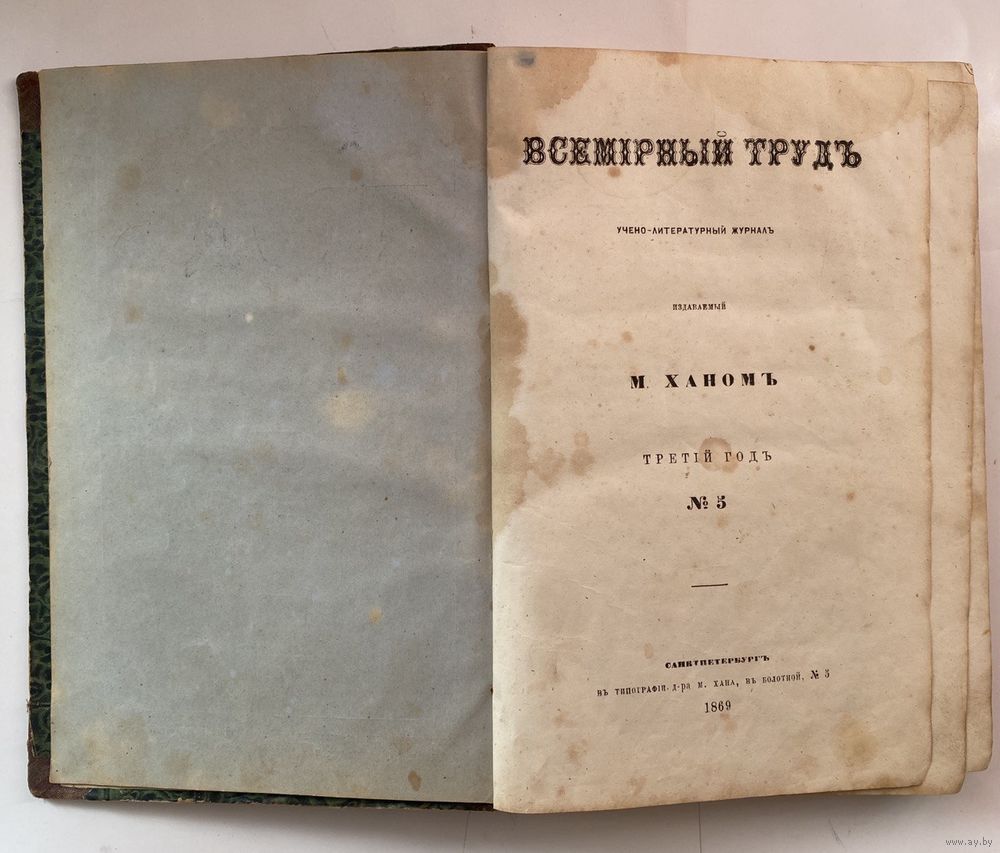 ВСЕМІРНЫЙ ТРУДЪ
УЧЕНО-ЛИТЕРАТУРНЫЙ ЖУРНАЛЪ
ИЗДАВАЕМЫЙ
М. ХАНОМЪ
ТРЕТІЙ ГОДЪ
№ 5
САНКТПЕТЕРБУРГЪ
ВЪ ТИПОГРАФІИ Д-РА М. ХАНА, ВЪ БОЛОТНОЙ, № 5
1869
www.ay.by